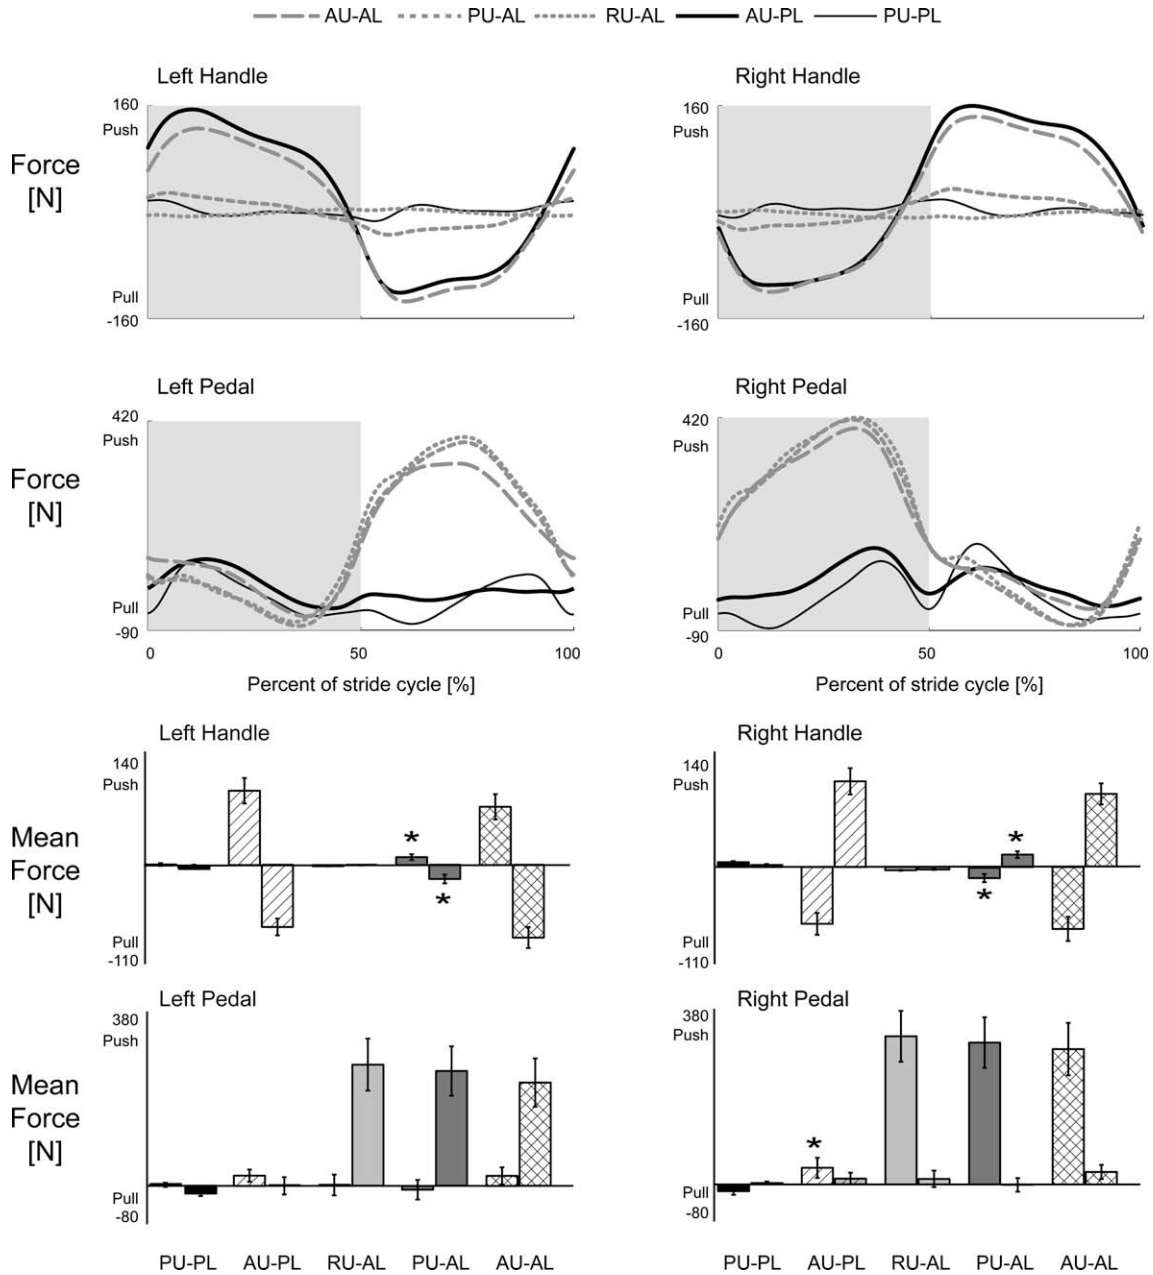 AU-AL PU-AL RU-AL AU-PL PU-PL
Left Handle
Right Handle
160
Push
Force
[N]
Pull
-160
160
Push
Pull
-160
Left Pedal
Right Pedal
420
Push
Force
[N]
Pull
-90
0 50 100
Percent of stride cycle [%]
420
Push
Pull
-90
0 50 100
Percent of stride cycle [%]
Left Handle
Right Handle
140
Push
Mean
Force
[N]
*
*
Pull
-110
140
Push
*
*
Pull
-110
Left Pedal
Right Pedal
380
Push
Mean
Force
[N]
Pull
-80
380
Push
*
Pull
-80
PU-PL AU-PL RU-AL PU-AL AU-AL
PU-PL AU-PL RU-AL PU-AL AU-AL